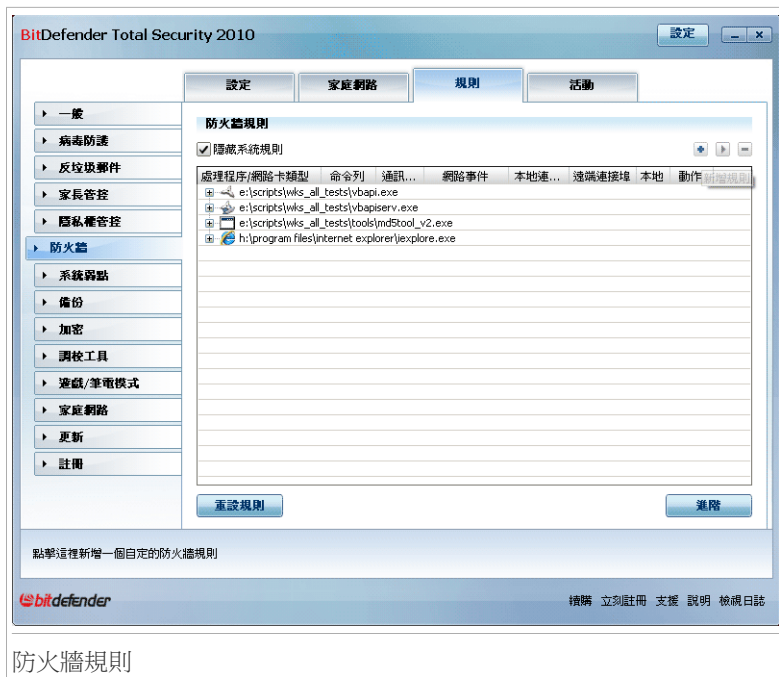 BitDefender Total Security 2010
設定
設定 家庭網路 規則 活動
一般
病毒防護
反垃圾郵件
家長管控
隱私權管控
防火牆
系統弱點
備份
加密
調校工具
遊戲/筆電模式
家庭網路
更新
註冊
防火牆規則
隱藏系統規則
處理程序/網路卡類型 命令列 通訊... 網路事件 本地連... 遠端連接埠 本地 動作
新增規則
e:\scripts\wks_all_tests\vbapi.exe
e:\scripts\wks_all_tests\vbapiserv.exe
e:\scripts\wks_all_tests\tools\md5tool_v2.exe
h:\program files\internet explorer\iexplore.exe
重設規則 進階
點擊這裡新增一個自定的防火牆規則
bitdefender
續購 立刻註冊 支援 説明 檢視日誌
防火牆規則